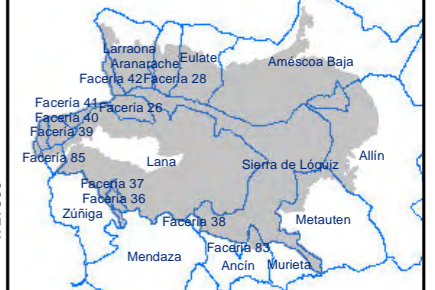 Larraona
Eulate
Aranarache
Améscoa Baja
Facería 42 Facería 28
Facería 41
Facería 26
Facería 40
Facería 39
Facería 85
Lana
Allín
Sierra de Lóquiz
Facería 37
Facería 36
Zúñiga
Facería 38
Metauten
Facería 83
Mendaza
Ancín
Murieta